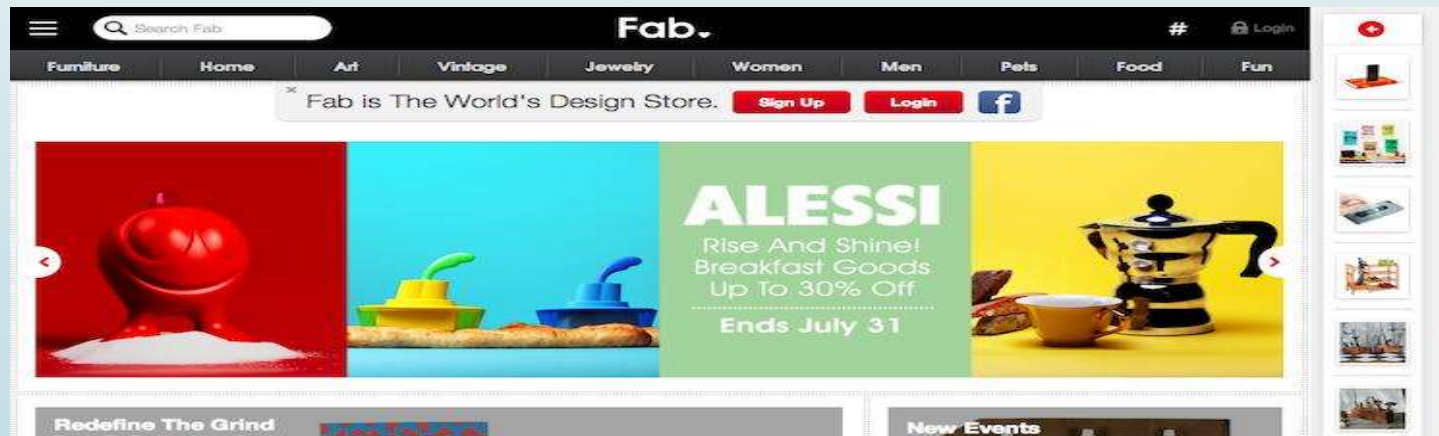 Search Fab
Fab.
#
Login
Furniture Home Art Vintage Jewelry Women Men Pets Food Fun
× Fab is The World's Design Store. Sign Up Login f
ALESSI
Rise And Shine!
Breakfast Goods
Up To 30% Off
Ends July 31
Redefine The Grind
New Events